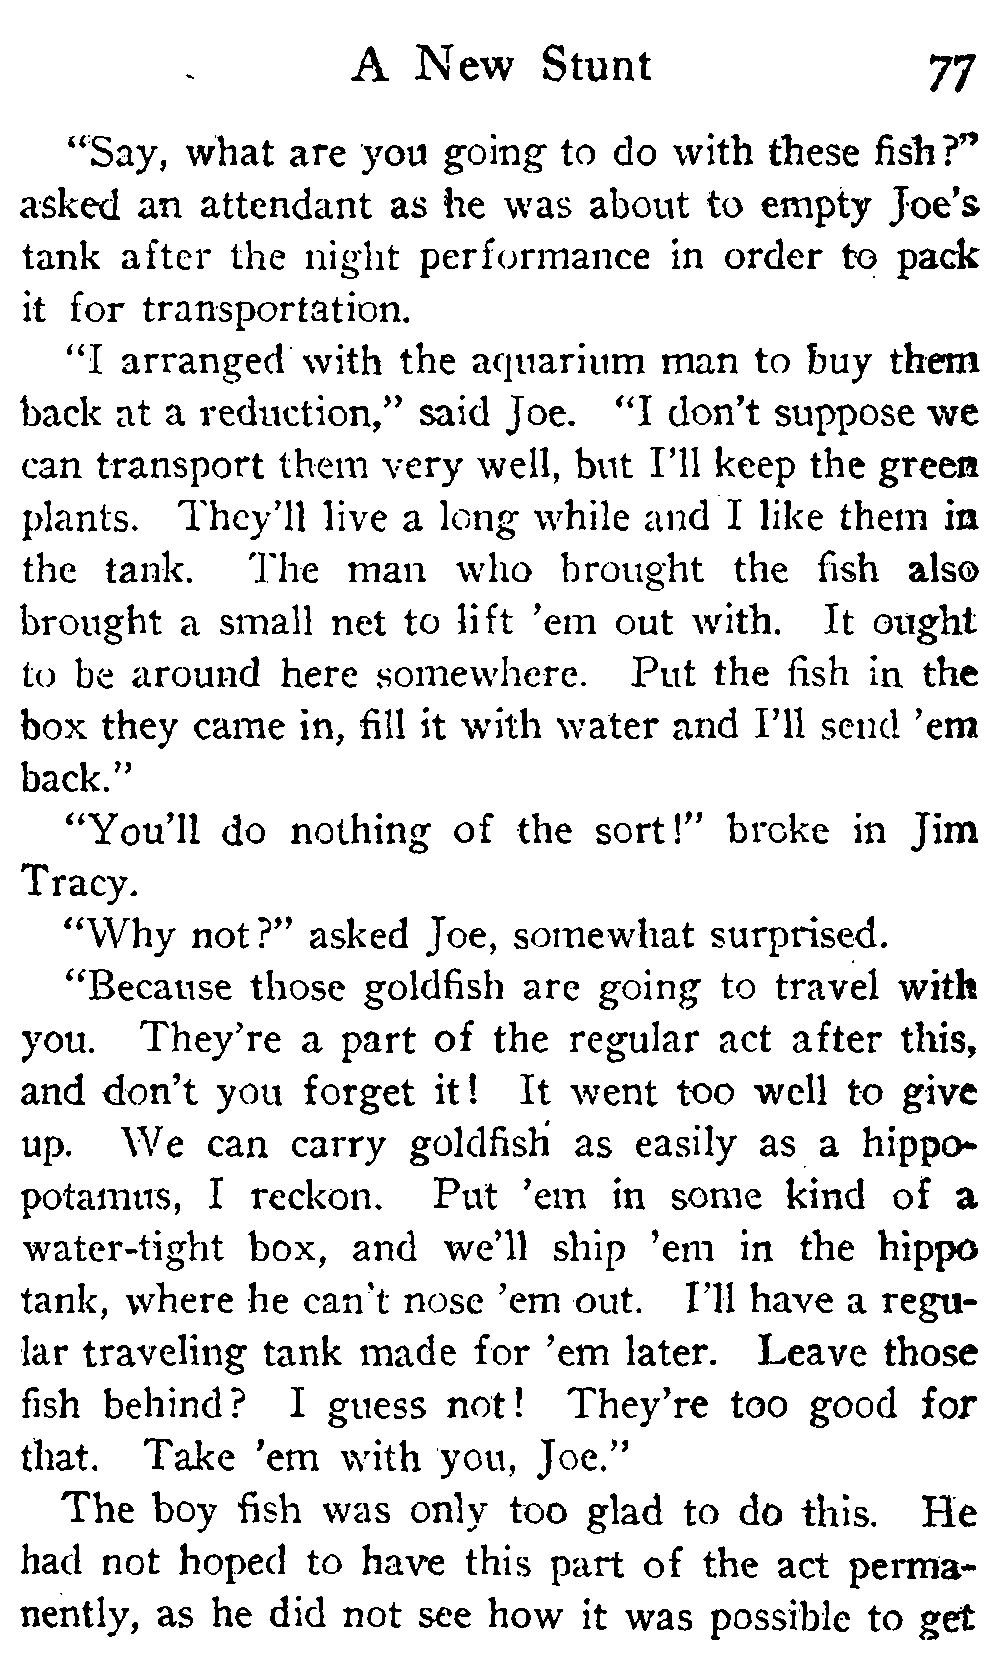 A New Stunt 77
“Say, what are you going to do with these fish?”
asked an attendant as he was about to empty Joe’s
tank after the night performance in order to pack
it for transportation.
“I arranged with the aquarium man to buy them
back at a reduction,” said Joe. “I don’t suppose we
can transport them very well, but I’ll keep the green
plants. They’ll live a long while and I like them in
the tank. The man who brought the fish also
brought a small net to lift ’em out with. It ought
to be around here somewhere. Put the fish in the
box they came in, fill it with water and I’ll send ’em
back.”
“You’ll do nothing of the sort!” broke in Jim
Tracy.
“Why not?” asked Joe, somewhat surprised.
“Because those goldfish are going to travel with
you. They’re a part of the regular act after this,
and don’t you forget it! It went too well to give
up. We can carry goldfish as easily as a hippo-
potamus, I reckon. Put ’em in some kind of a
water-tight box, and we’ll ship ’em in the hippo
tank, where he can’t nose ’em out. I’ll have a regu-
lar traveling tank made for ’em later. Leave those
fish behind? I guess not! They’re too good for
that. Take ’em with you, Joe.”
The boy fish was only too glad to do this. He
had not hoped to have this part of the act perma-
nently, as he did not see how it was possible to get